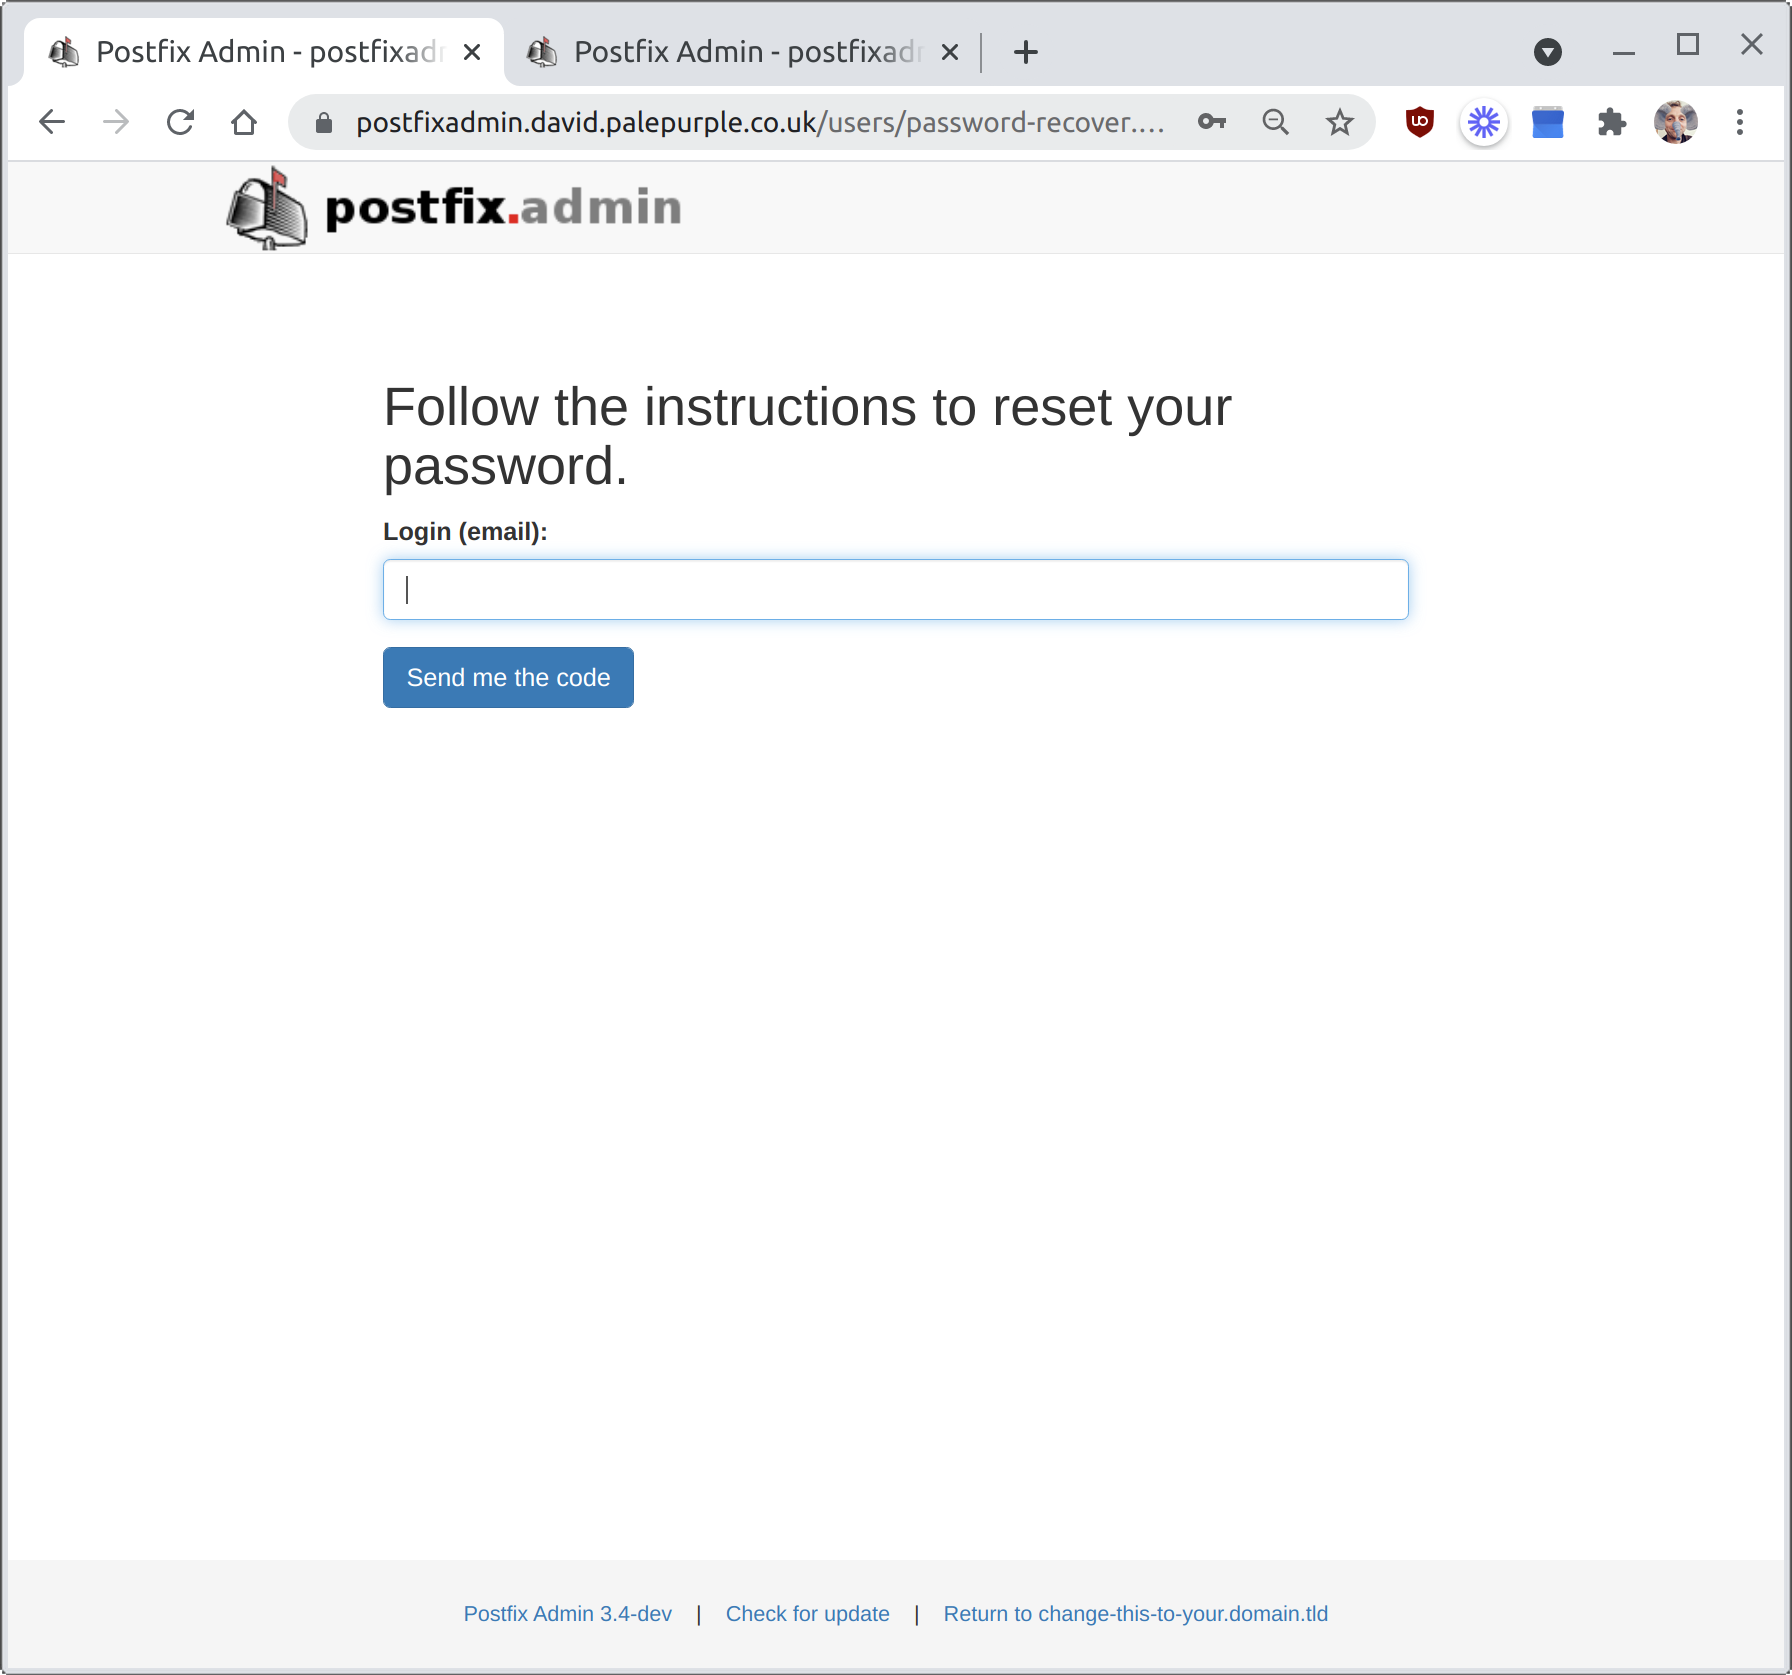 Postfix Admin - postfixadm
Postfix Admin - postfixadm
postfixadmin.david.palepurple.co.uk/users/password-recover....
postfix.admin
Follow the instructions to reset your
password.
Login (email):
Send me the code
Postfix Admin 3.4-dev | Check for update | Return to change-this-to-your.domain.tld